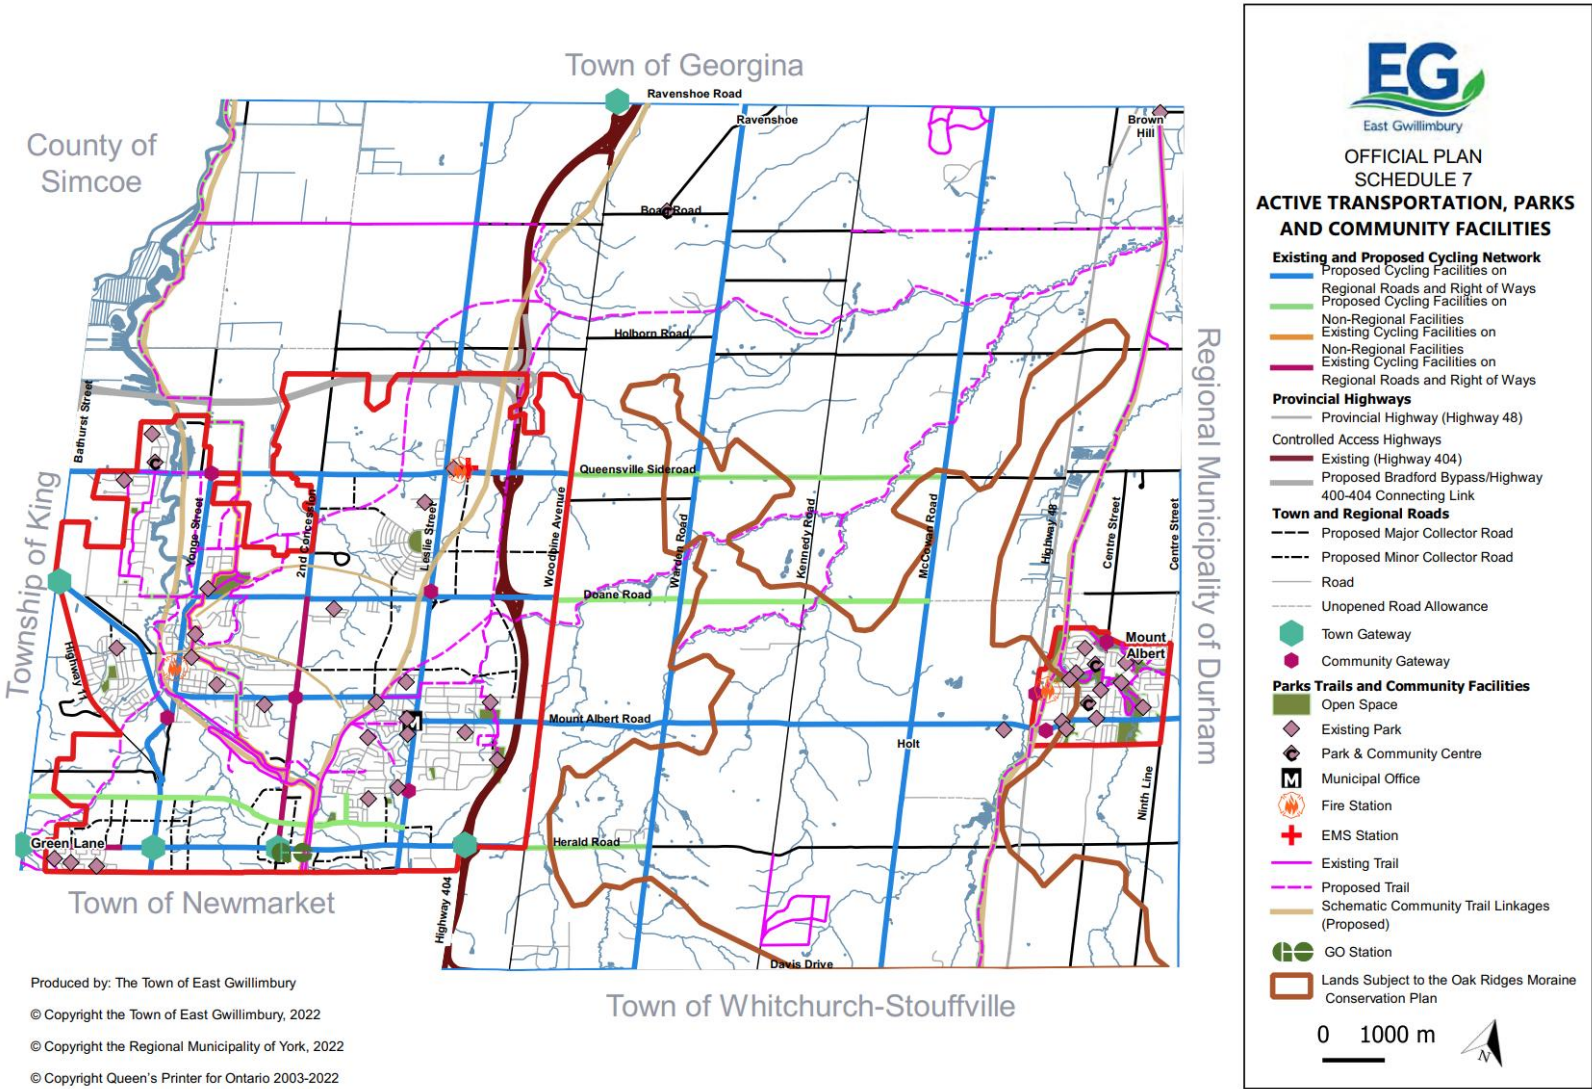 Town of Georgina
Ravenshoe Road
Ravenshoe
Brown
Hill
County of
Simcoe
Boag Road
Holborn Road
Bathurst Street
Queensville Sideroad
Township of King
Yonge Street
2nd Concession
Leslie Street
Woodbine Avenue
Warden Road
Kennedy Road
McCowan Road
Highway 48
Centre Street
Centre Street
Regional Municipality of Durham
Doane Road
Highway 11
Mount
Albert
Mount Albert Road
M
Holt
Ninth Line
Green Lane
Herald Road
Town of Newmarket
Highway 404
Davis Drive
Town of Whitchurch-Stouffville
Produced by: The Town of East Gwillimbury
© Copyright the Town of East Gwillimbury, 2022
© Copyright the Regional Municipality of York, 2022
© Copyright Queen's Printer for Ontario 2003-2022
EG
East Gwillimbury
OFFICIAL PLAN
SCHEDULE 7
ACTIVE TRANSPORTATION, PARKS
AND COMMUNITY FACILITIES
Existing and Proposed Cycling Network
Proposed Cycling Facilities on
Regional Roads and Right of Ways
Proposed Cycling Facilities on
Non-Regional Facilities
Existing Cycling Facilities on
Non-Regional Facilities
Existing Cycling Facilities on
Regional Roads and Right of Ways
Provincial Highways
Provincial Highway (Highway 48)
Controlled Access Highways
Existing (Highway 404)
Proposed Bradford Bypass/Highway
400-404 Connecting Link
Town and Regional Roads
Proposed Major Collector Road
Proposed Minor Collector Road
Road
Unopened Road Allowance
Town Gateway
Community Gateway
Parks Trails and Community Facilities
Open Space
Existing Park
C Park & Community Centre
M Municipal Office
Fire Station
EMS Station
Existing Trail
Proposed Trail
Schematic Community Trail Linkages
(Proposed)
GO GO Station
Lands Subject to the Oak Ridges Moraine
Conservation Plan
0 1000 m
N